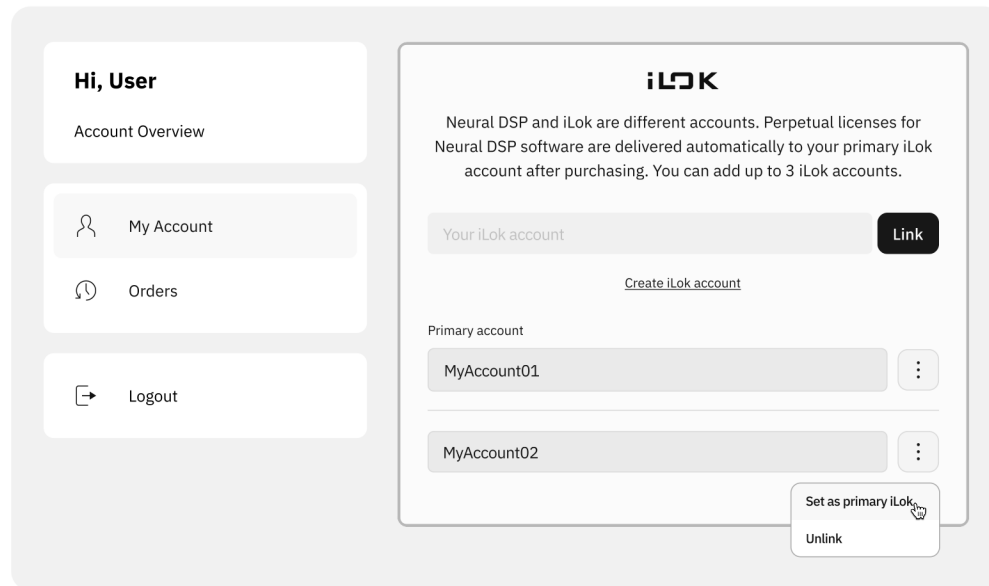 Hi, User
Account Overview
My Account
Orders
Logout
iLOK
Neural DSP and iLok are different accounts. Perpetual licenses for
Neural DSP software are delivered automatically to your primary iLok
account after purchasing. You can add up to 3 iLok accounts.
Your iLok account
Link
Create iLok account
Primary account
MyAccount01
MyAccount02
Set as primary iLok
Unlink